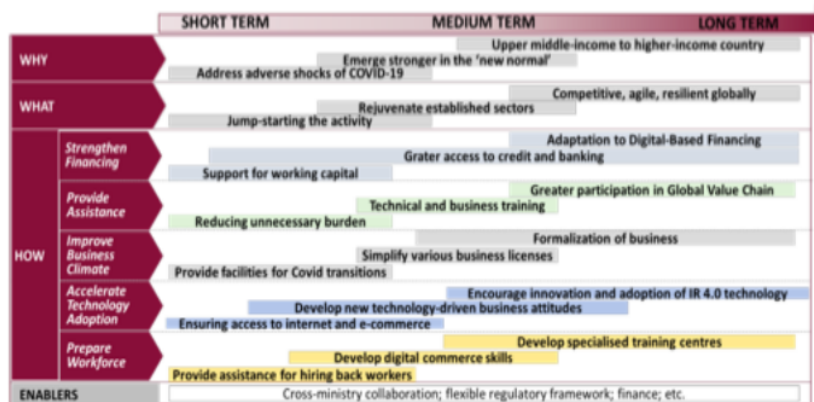 SHORT TERM MEDIUM TERM LONG TERM
WHY
Upper middle-income to higher-income country
Emerge stronger in the 'new normal'
Address adverse shocks of COVID-19
WHAT
Competitive, agile, resilient globally
Rejuvenate established sectors
Jump-starting the activity
HOW
Strengthen
Financing
Adaptation to Digital-Based Financing
Grater access to credit and banking
Support for working capital
Provide
Assistance
Greater participation in Global Value Chain
Technical and business training
Reducing unnecessary burden
Improve
Business
Climate
Formalization of business
Simplify various business licenses
Provide facilities for Covid transitions
Accelerate
Technology
Adoption
Encourage innovation and adoption of IR 4.0 technology
Develop new technology-driven business attitudes
Ensuring access to internet and e-commerce
Prepare
Workforce
Develop specialised training centres
Develop digital commerce skills
Provide assistance for hiring back workers
ENABLERS
Cross-ministry collaboration; flexible regulatory framework; finance; etc.